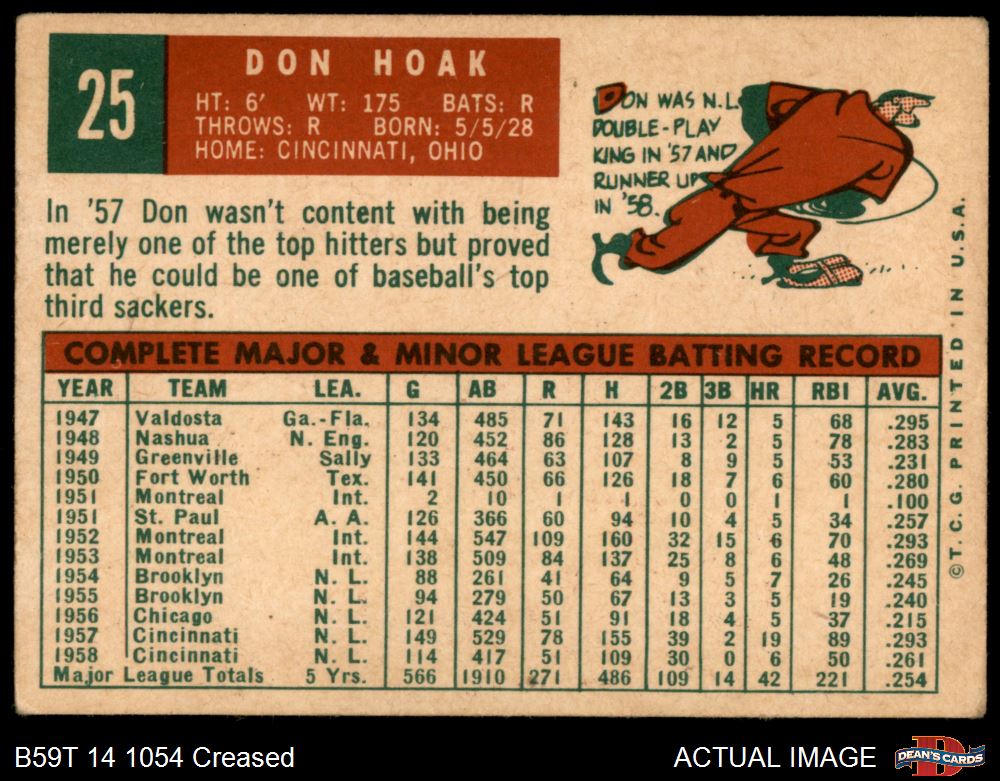 25
DON HOAK
HT: 6' WT: 175 BATS: R
THROWS: R BORN: 5/5/28
HOME: CINCINNATI, OHIO
In '57 Don wasn't content with being
merely one of the top hitters but proved
that he could be one of baseball's top
third sackers.
DON WAS N.L.
DOUBLE-PLAY
KING IN '57 AND
RUNNER UP
IN '58.
COMPLETE MAJOR & MINOR LEAGUE BATTING RECORD
YEAR TEAM LEA. G AB R H 2B 3B HR RBI AVG.
1947 Valdosta Ga.-Fla. 134 485 71 143 16 12 5 68 .295
1948 Nashua N. Eng. 120 452 86 128 13 2 5 78 .283
1949 Greenville Sally 133 464 63 107 8 9 5 53 .231
1950 Fort Worth Tex. 141 450 66 126 18 7 6 60 .280
1951 Montreal Int. 2 10 1 1 0 0 1 1 .100
1951 St. Paul A. A. 126 366 60 94 10 4 5 34 .257
1952 Montreal Int. 144 547 109 160 32 15 6 70 .293
1953 Montreal Int. 138 509 84 137 25 8 6 48 .269
1954 Brooklyn N. L. 88 261 41 64 9 5 7 26 .245
1955 Brooklyn N. L. 94 279 50 67 13 3 5 19 .240
1956 Chicago N. L. 121 424 51 91 18 4 5 37 .215
1957 Cincinnati N. L. 149 529 78 155 39 2 19 89 .293
1958 Cincinnati N. L. 114 417 51 109 30 0 6 50 .261
Major League Totals 5 Yrs. 566 1910 271 486 109 14 42 221 .254
©T. C. G. PRINTED IN U.S.A.
B59T 14 1054 Creased
ACTUAL IMAGE
D
DEAN'S CARDS